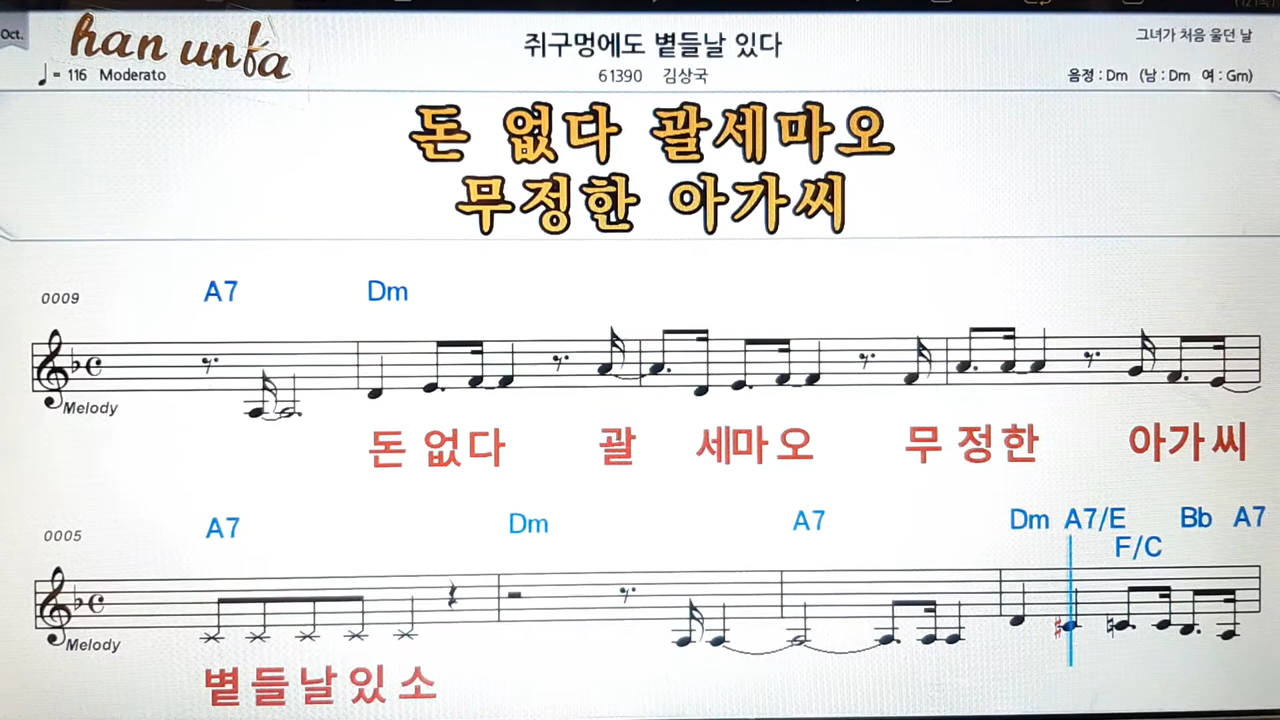 Oct.
han unfa
= 116 Moderato
쥐구멍에도 볕들날 있다
61390 김상국
그녀가 처음 울던 날
음정 : Dm (남 : Dm 여 : Gm)
돈 없다 괄세마오
무정한 아가씨
0009
A7 Dm
Melody
돈 없다 괄 세마오 무 정한 아가씨
0005
A7 Dm A7 Dm A7/E Bb A7
F/C
Melody
볕들날있소